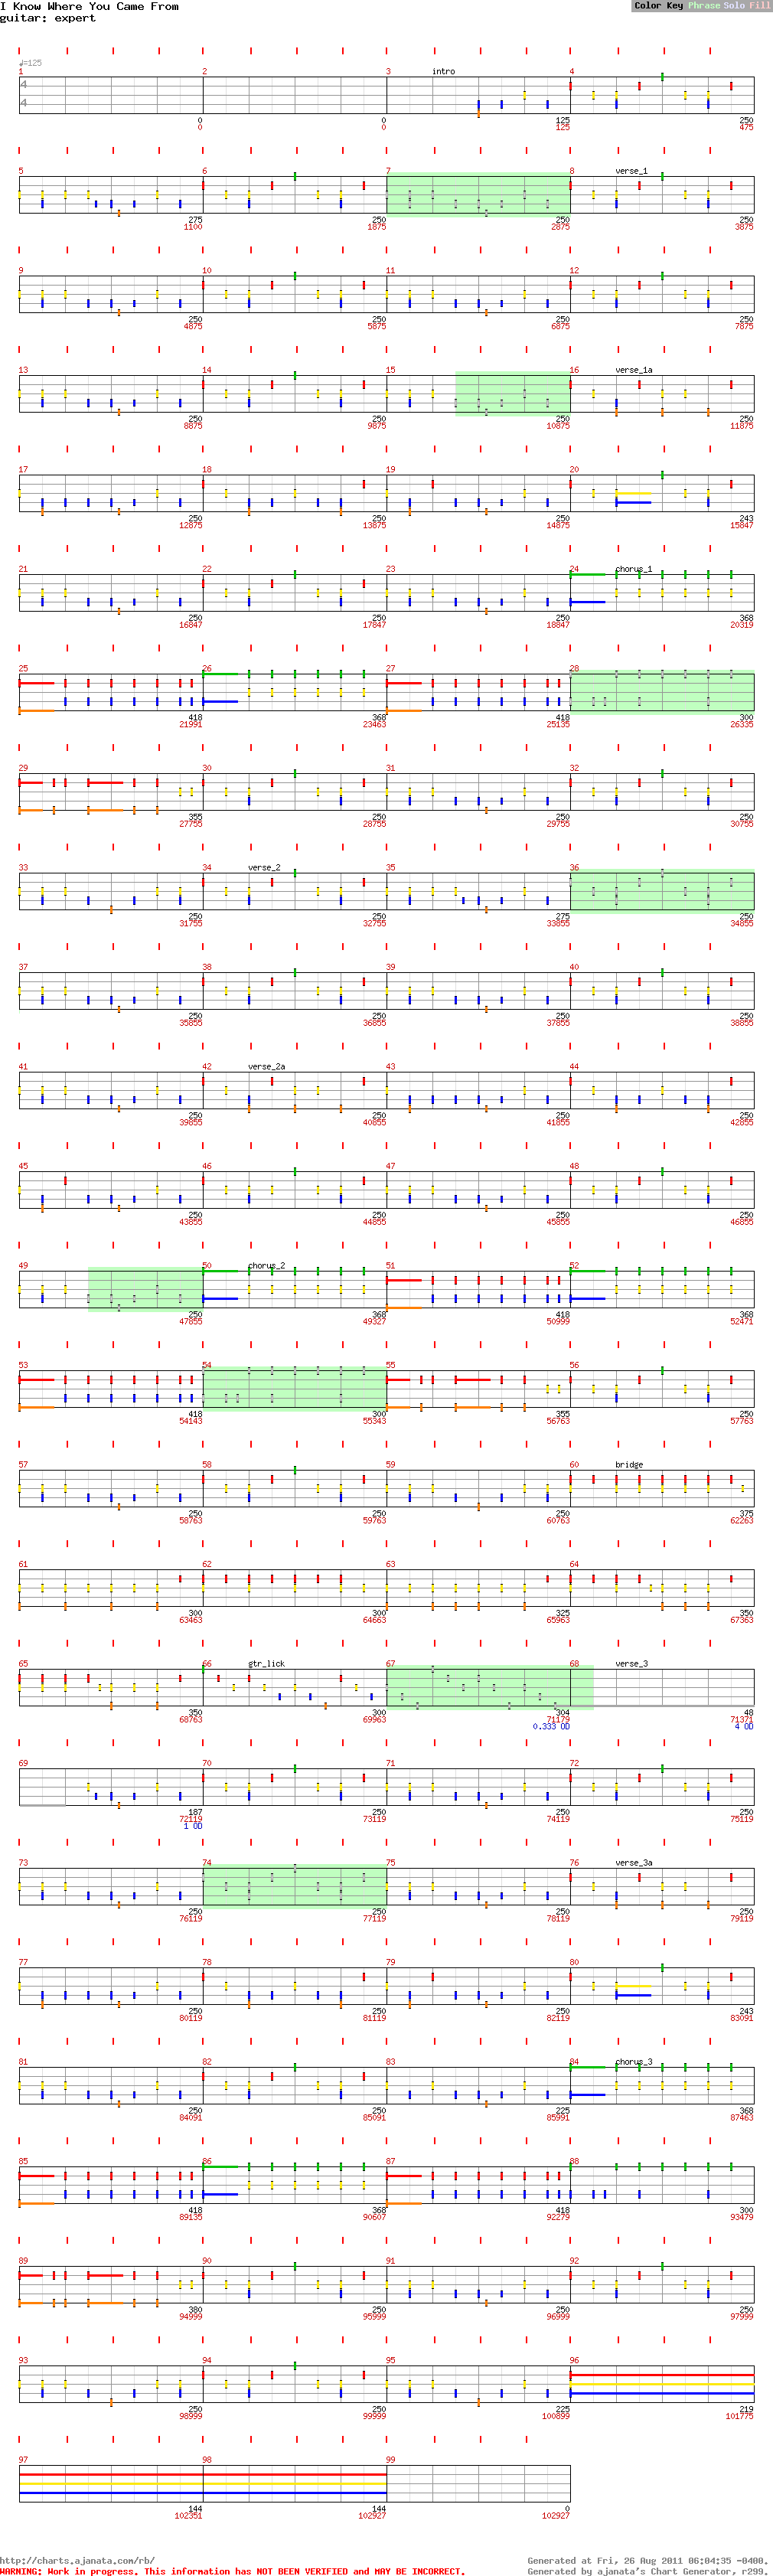 I Know Where You Came From
Color Key Phrase Solo Fill
guitar: expert
♩=125
1 2 3 intro 4
4
4
0 0 125 250
0 0 125 475
5 6 7 8 verse_1
275 250 250 250
1100 1875 2875 3875
9 10 11 12
250 250 250 250
4875 5875 6875 7875
13 14 15 16 verse_1a
250 250 250 250
8875 9875 10875 11875
17 18 19 20
250 250 250 243
12875 13875 14875 15847
21 22 23 24 chorus_1
250 250 250 368
16847 17847 18847 20319
25 26 27 28
418 368 418 300
21991 23463 25135 26335
29 30 31 32
355 250 250 250
27755 28755 29755 30755
33 34 verse_2 35 36
250 250 275 250
31755 32755 33855 34855
37 38 39 40
250 250 250 250
35855 36855 37855 38855
41 42 verse_2a 43 44
250 250 250 250
39855 40855 41855 42855
45 46 47 48
250 250 250 250
43855 44855 45855 46855
49 50 chorus_2 51 52
250 368 418 368
47855 49327 50999 52471
53 54 55 56
418 300 355 250
54143 55343 56763 57763
57 58 59 60 bridge
250 250 250 375
58763 59763 60763 62263
61 62 63 64
300 300 325 350
63463 64663 65963 67363
65 66 gtr_lick 67 68 verse_3
350 300 304 48
68763 69963 71179 71371
0.333 OD 4 OD
69 70 71 72
187 250 250 250
72119 73119 74119 75119
1 OD
73 74 75 76 verse_3a
250 250 250 250
76119 77119 78119 79119
77 78 79 80
250 250 250 243
80119 81119 82119 83091
81 82 83 84 chorus_3
250 250 225 368
84091 85091 85991 87463
85 86 87 88
418 368 418 300
89135 90607 92279 93479
89 90 91 92
380 250 250 250
94999 95999 96999 97999
93 94 95 96
250 250 225 219
98999 99999 100899 101775
97 98 99
144 144 0
102351 102927 102927
http://charts.ajanata.com/rb/
Generated at Fri, 26 Aug 2011 06:04:35 -0400.
WARNING: Work in progress. This information has NOT BEEN VERIFIED and MAY BE INCORRECT.
Generated by ajanata's Chart Generator, r299.